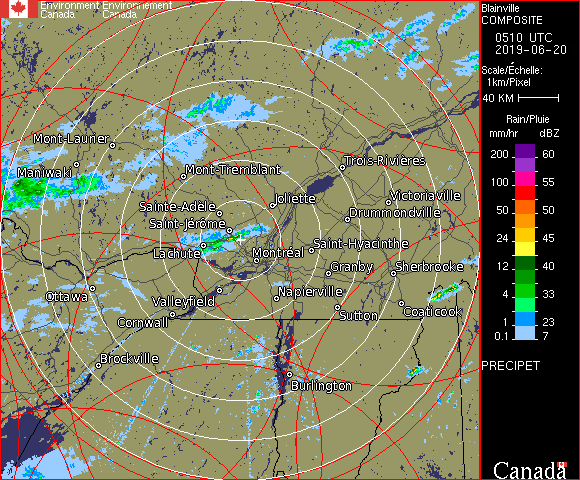 Environment Environnement
Canada Canada
Blainville
COMPOSITE
0510 UTC
2019-06-20
Scale/Échelle:
1km/Pixel
40 KM
Rain/Pluie
mm/hr dBZ
200 60
100 55
50 50
24 45
12 40
4 33
1 23
0.1 7
PRECIPET
Canada
Mont-Laurier
Maniwaki
Mont-Tremblant
Trois-Rivières
Joliette
Victoriaville
Sainte-Adèle
Drummondville
Saint-Jérôme
Lachute
Montréal
Saint-Hyacinthe
Granby
Sherbrooke
Ottawa
Valleyfield
Napierville
Coaticook
Cornwall
Sutton
Brockville
Burlington